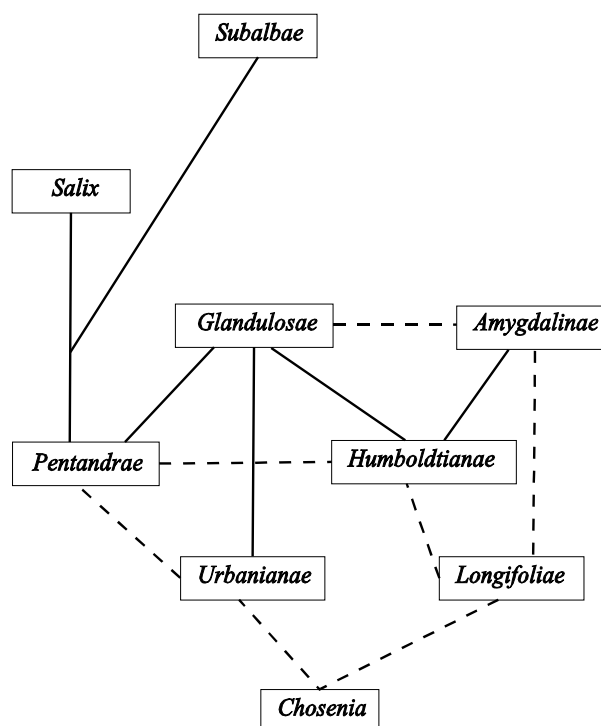 Subalbae
Salix
Glandulosae
Amygdalinae
Pentandrae
Humboldtianae
Urbanianae
Longifoliae
Chosenia